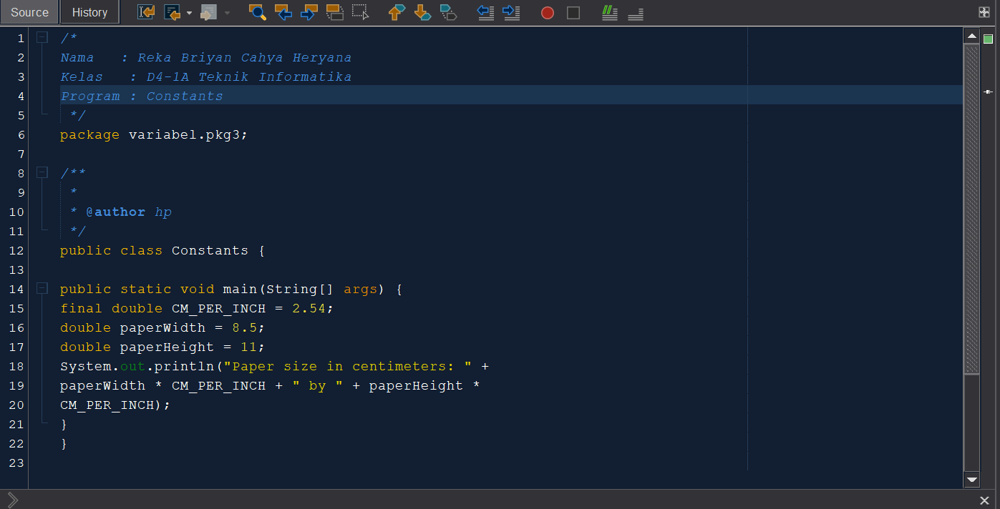 Source History
1 /*
2 Nama   : Reka Briyan Cahya Heryana
3 Kelas   : D4-1A Teknik Informatika
4 Program : Constants
5  */
6 package variabel.pkg3;
7
8 /**
9  *
10  * @author hp
11  */
12 public class Constants {
13
14 public static void main(String[] args) {
15 final double CM_PER_INCH = 2.54;
16 double paperWidth = 8.5;
17 double paperHeight = 11;
18 System.out.println("Paper size in centimeters: " +
19 paperWidth * CM_PER_INCH + " by " + paperHeight *
20 CM_PER_INCH);
21 }
22 }
23